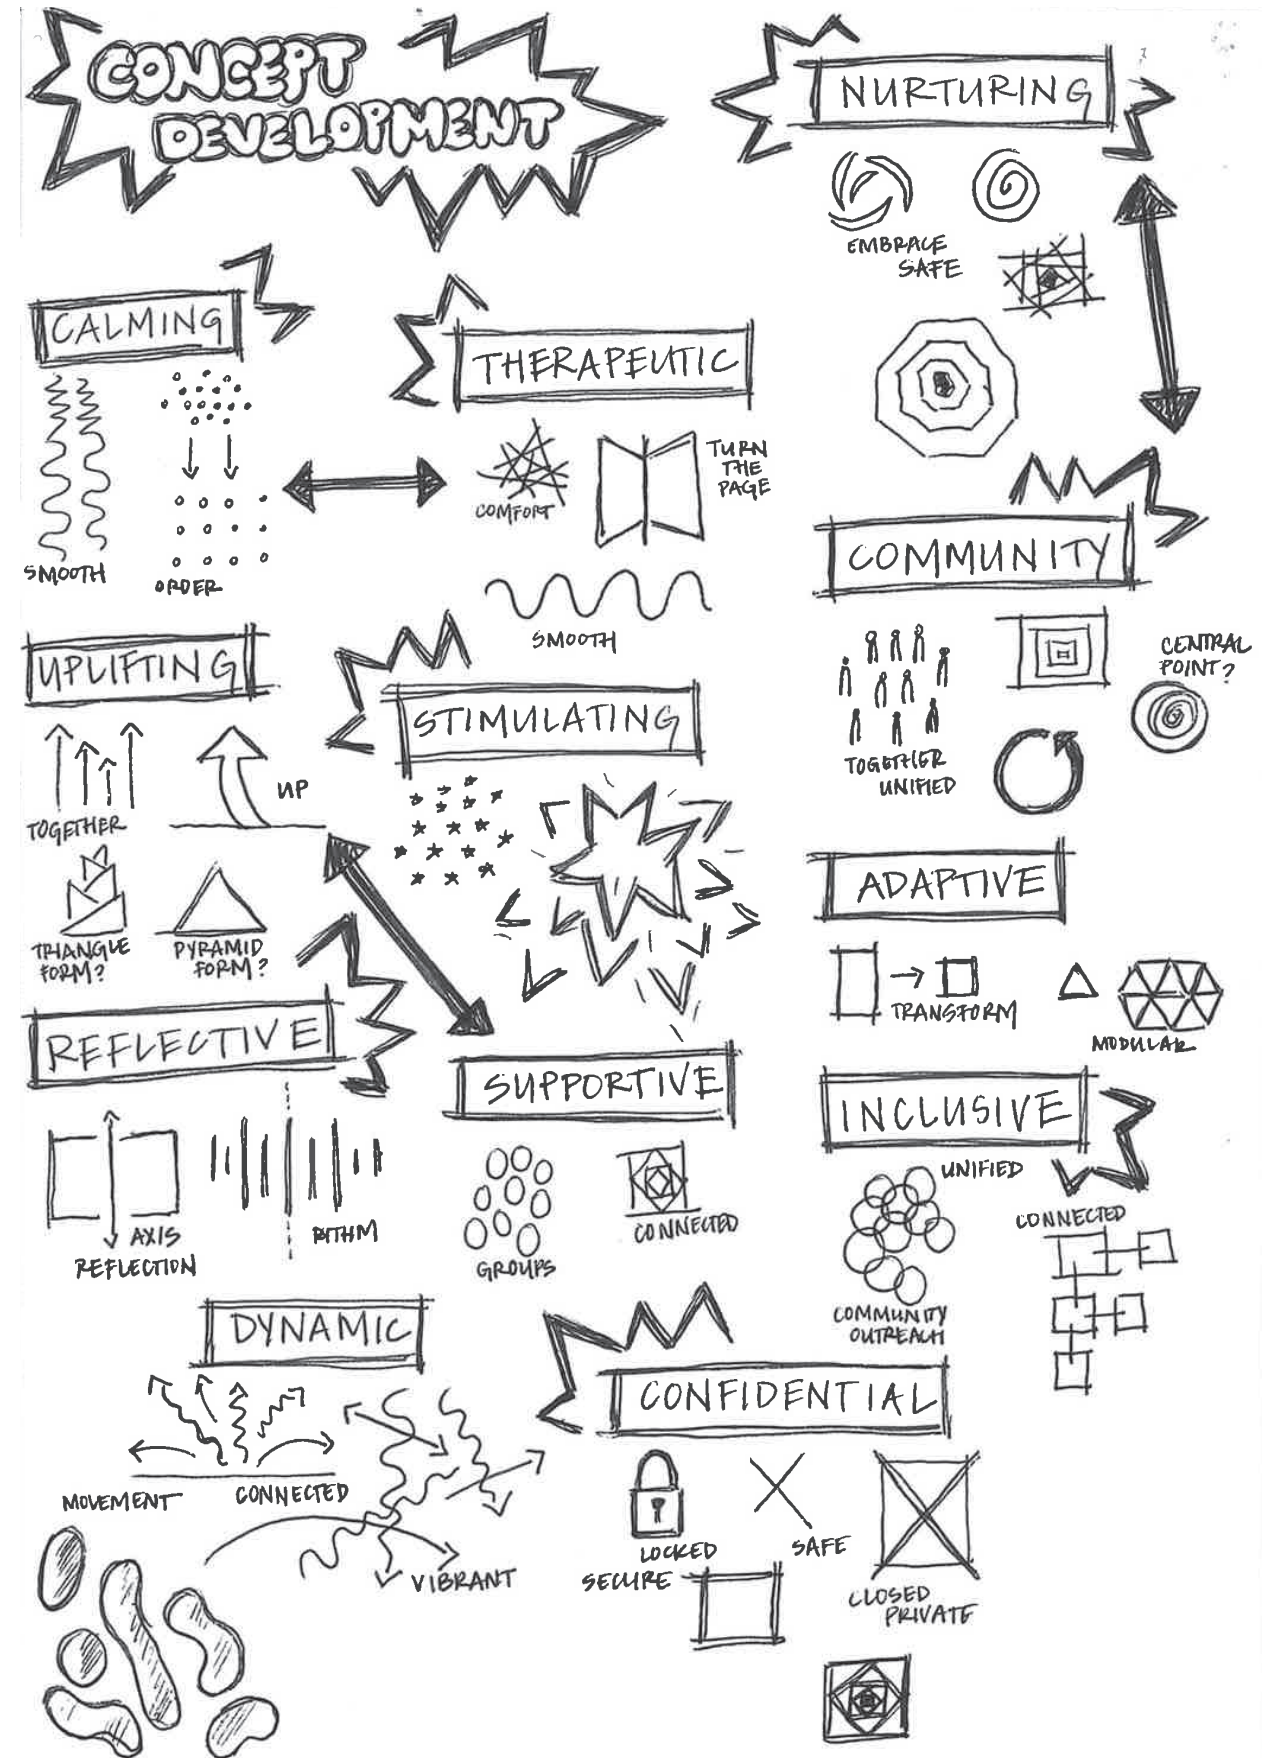 CONCEPT
DEVELOPMENT
NURTURING
EMBRACE
SAFE
CALMING
SMOOTH
ORDER
THERAPEUTIC
COMFORT
TURN
THE
PAGE
SMOOTH
COMMUNITY
TOGETHER
UNIFIED
CENTRAL
POINT?
UPLIFTING
TOGETHER
UP
TRIANGLE
FORM?
PYRAMID
FORM?
STIMULATING
ADAPTIVE
TRANSFORM
MODULAR
REFLECTIVE
AXIS
REFLECTION
RITHM
SUPPORTIVE
GROUPS
CONNECTED
INCLUSIVE
UNIFIED
COMMUNITY
OUTREACH
CONNECTED
DYNAMIC
MOVEMENT
CONNECTED
VIBRANT
CONFIDENTIAL
LOCKED
SECURE
SAFE
CLOSED
PRIVATE